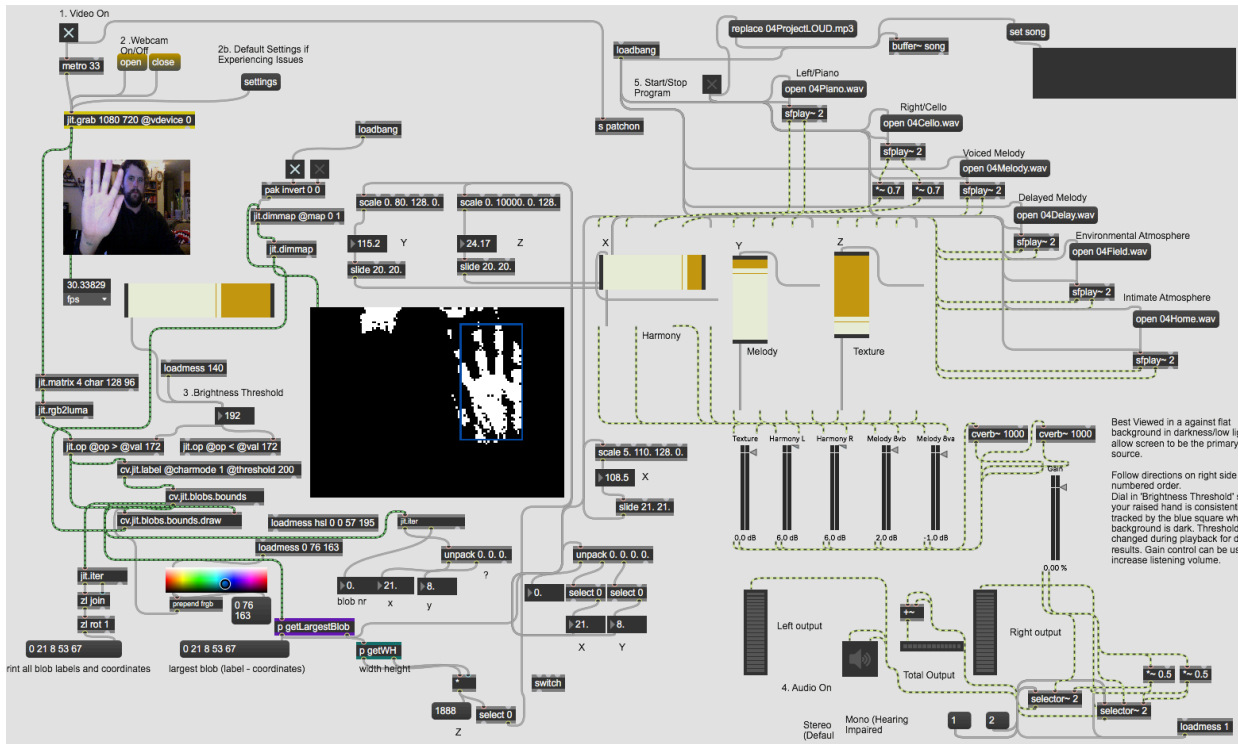 1. Video On
2 .Webcam
On/Off
open
close
metro 33
2b. Default Settings if
Experiencing Issues
settings
jit.grab 1080 720 @vdevice 0
30.33829
fps
loadbang
pak invert 0 0
jit.dimmap @map 0 1
jit.dimmap
scale 0. 80. 128. 0.
scale 0. 10000. 0. 128.
115.2
Y
24.17
Z
slide 20. 20.
slide 20. 20.
s patchon
loadbang
5. Start/Stop
Program
replace 04ProjectLOUD.mp3
buffer~ song
set song
Left/Piano
open 04Piano.wav
sfplay~ 2
Right/Cello
open 04Cello.wav
sfplay~ 2
*~ 0.7
*~ 0.7
Voiced Melody
open 04Melody.wav
sfplay~ 2
Delayed Melody
open 04Delay.wav
sfplay~ 2
Environmental Atmosphere
open 04Field.wav
sfplay~ 2
Intimate Atmosphere
open 04Home.wav
sfplay~ 2
X
Y
Z
Harmony
Melody
Texture
jit.matrix 4 char 128 96
jit.rgb2luma
loadmess 140
3 .Brightness Threshold
192
jit.op @op > @val 172
jit.op @op < @val 172
cv.jit.label @charmode 1 @threshold 200
cv.jit.blobs.bounds
cv.jit.blobs.bounds.draw
loadmess hsl 0 0 57 195
loadmess 0 76 163
jit.iter
zl join
zl rot 1
prepend frgb
0 76
163
0 21 8 53 67
rint all blob labels and coordinates
0 21 8 53 67
largest blob (label - coordinates)
p getLargestBlob
p getWH
width height
jit.iter
unpack 0. 0. 0.
?
0.
21.
8.
blob nr
x
y
*
1888
select 0
Z
switch
scale 5. 110. 128. 0.
108.5
X
slide 21. 21.
unpack 0. 0. 0. 0.
0.
select 0
select 0
21.
8.
X
Y
Texture
Harmony L
Harmony R
Melody 8vb
Melody 8va
0.0 dB
6.0 dB
6.0 dB
2.0 dB
-1.0 dB
cverb~ 1000
cverb~ 1000
Gain
0.00 %
Best Viewed in a against flat
background in darkness/low lig
allow screen to be the primary
source.
Follow directions on right side
numbered order.
Dial in 'Brightness Threshold' s
your raised hand is consistent
tracked by the blue square wh
background is dark. Threshold
changed during playback for d
results. Gain control can be us
increase listening volume.
Left output
+~
Right output
Total Output
4. Audio On
*~ 0.5
*~ 0.5
selector~ 2
selector~ 2
Stereo
(Defaul
Mono (Hearing
Impaired
1
2
loadmess 1